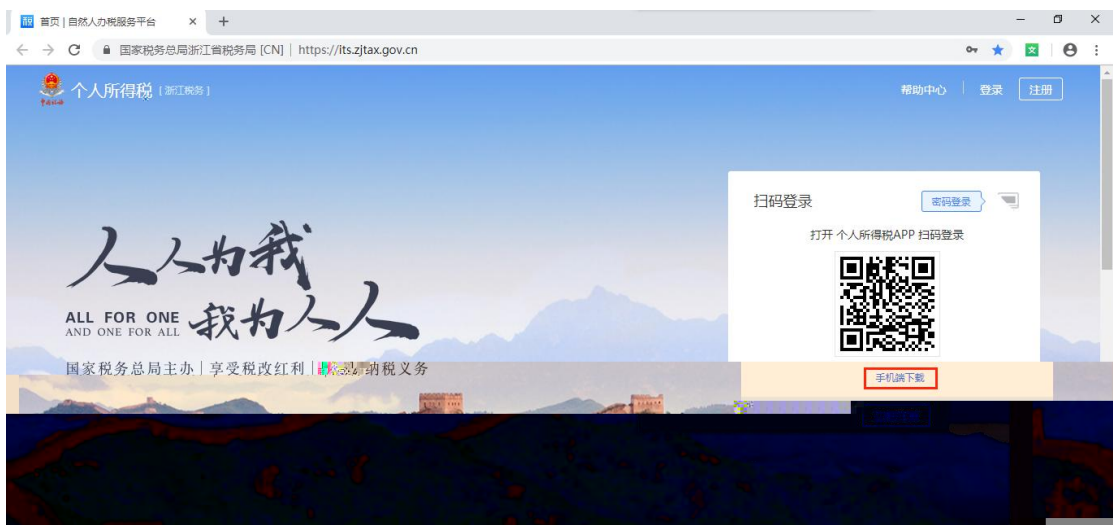 首页 | 自然人办税服务平台
国家税务总局浙江省税务局 [CN] | https://its.zjtax.gov.cn
个人所得税 [ 浙江税务 ]
帮助中心 | 登录 注册
扫码登录 密码登录
打开 个人所得税APP 扫码登录
人人为我
ALL FOR ONE
AND ONE FOR ALL
我为人人
国家税务总局主办 | 享受税改红利 | 纳税义务
手机端下载